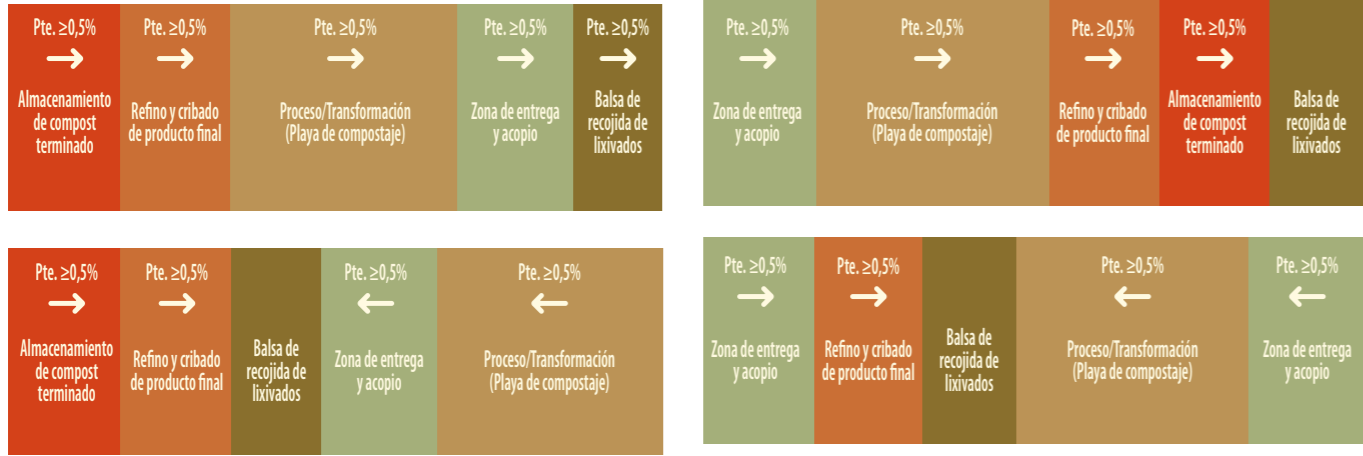 Pte. ≥0,5%
→
Almacenamiento
de compost
terminado
Pte. ≥0,5%
→
Refino y cribado
de producto final
Pte. ≥0,5%
→
Proceso/Transformación
(Playa de compostaje)
Pte. ≥0,5%
→
Zona de entrega
y acopio
Pte. ≥0,5%
→
Balsa de
recojida de
lixivados
Pte. ≥0,5%
→
Zona de entrega
y acopio
Pte. ≥0,5%
→
Proceso/Transformación
(Playa de compostaje)
Pte. ≥0,5%
→
Refino y cribado
de producto final
Pte. ≥0,5%
→
Almacenamiento
de compost
terminado
Balsa de
recojida de
lixivados
Pte. ≥0,5%
→
Almacenamiento
de compost
terminado
Pte. ≥0,5%
→
Refino y cribado
de producto final
Balsa de
recojida de
lixivados
Pte. ≥0,5%
←
Zona de entrega
y acopio
Pte. ≥0,5%
←
Proceso/Transformación
(Playa de compostaje)
Pte. ≥0,5%
→
Zona de entrega
y acopio
Pte. ≥0,5%
→
Refino y cribado
de producto final
Balsa de
recojida de
lixivados
Pte. ≥0,5%
←
Proceso/Transformación
(Playa de compostaje)
Pte. ≥0,5%
←
Zona de entrega
y acopio